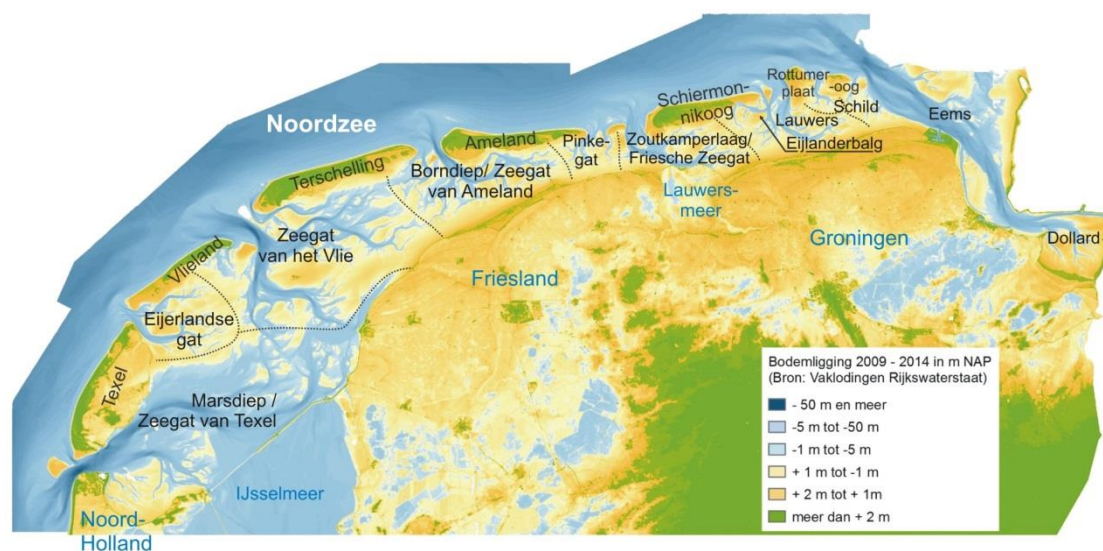 Noordzee
Rottumer
plaat
-oog
Schild
Lauwers
Eems
Schiermon-
nikoog
Eijlanderbalg
Pinke-
gat
Zoutkamperlaag/
Friesche Zeegat
Ameland
Borndiep/ Zeegat
van Ameland
Terschelling
Lauwers-
meer
Zeegat
van het Vlie
Groningen
Dollard
Vlieland
Friesland
Eijerlandse
gat
Texel
Marsdiep /
Zeegat van Texel
IJsselmeer
Noord-
Holland
Bodemligging 2009 - 2014 in m NAP
(Bron: Vaklodingen Rijkswaterstaat)
- 50 m en meer
-5 m tot -50 m
-1 m tot -5 m
+ 1 m tot -1 m
+ 2 m tot + 1m
meer dan + 2 m